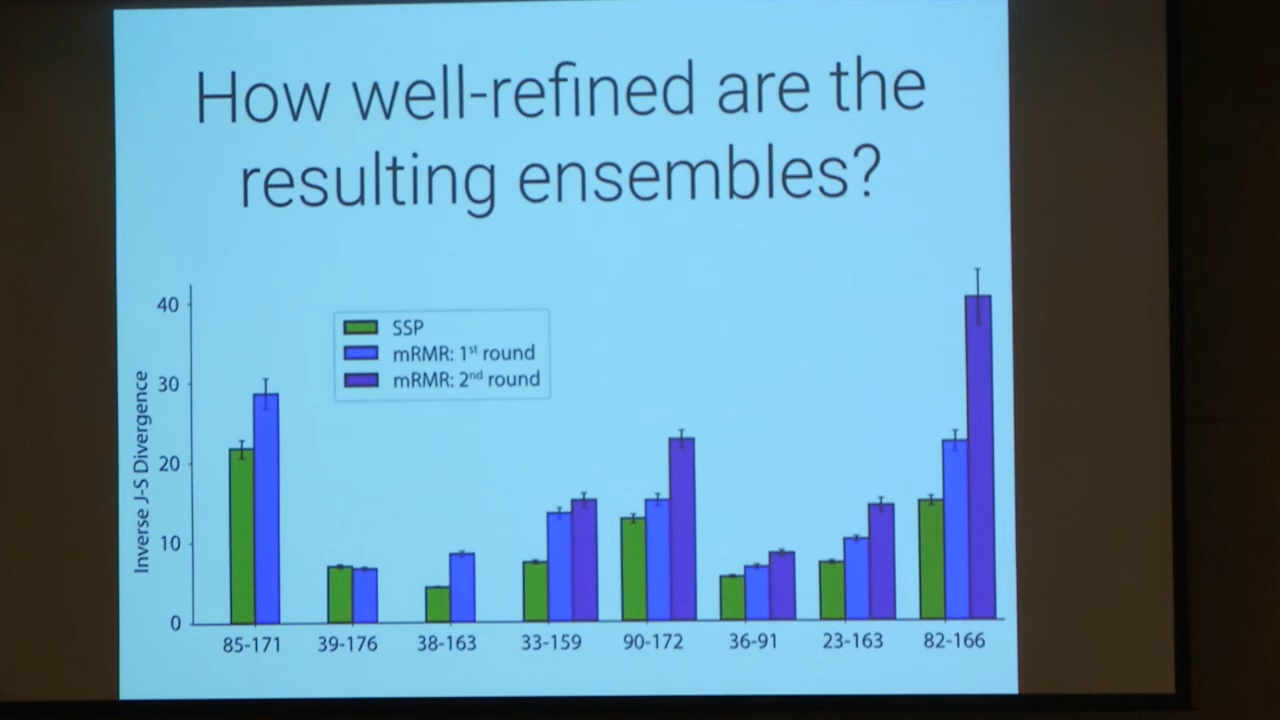 How well-refined are the
resulting ensembles?
Inverse J-S Divergence
40
30
20
10
0
SSP
mRMR: 1st round
mRMR: 2nd round
85-171
39-176
38-163
33-159
90-172
36-91
23-163
82-166